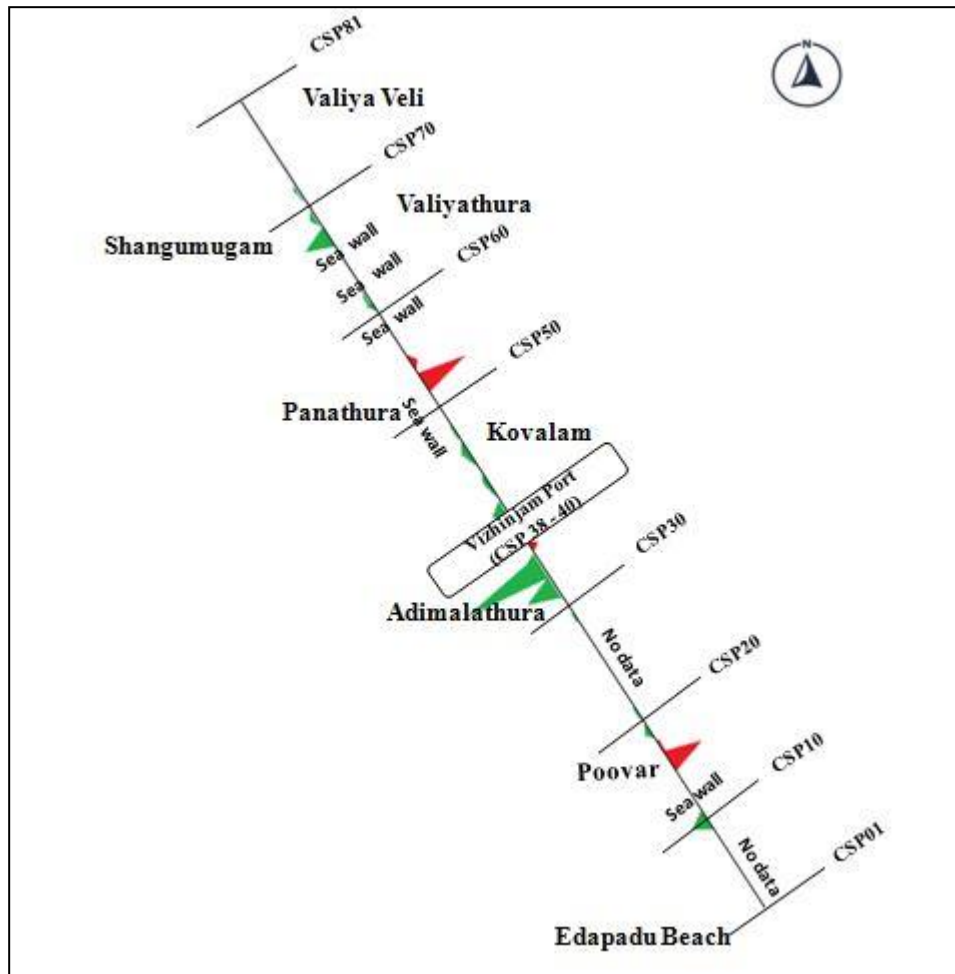 CSP81
N
Valiya Veli
CSP70
Valiyathura
Shangumugam
Sea wall
Sea wall
CSP60
Sea wall
CSP50
Panathura
Sea wall
Kovalam
Vizhinjam Port
(CSP 38 - 40)
CSP30
Adimalathura
No data
CSP20
Poovar
CSP10
Sea wall
CSP01
No data
Edapadu Beach